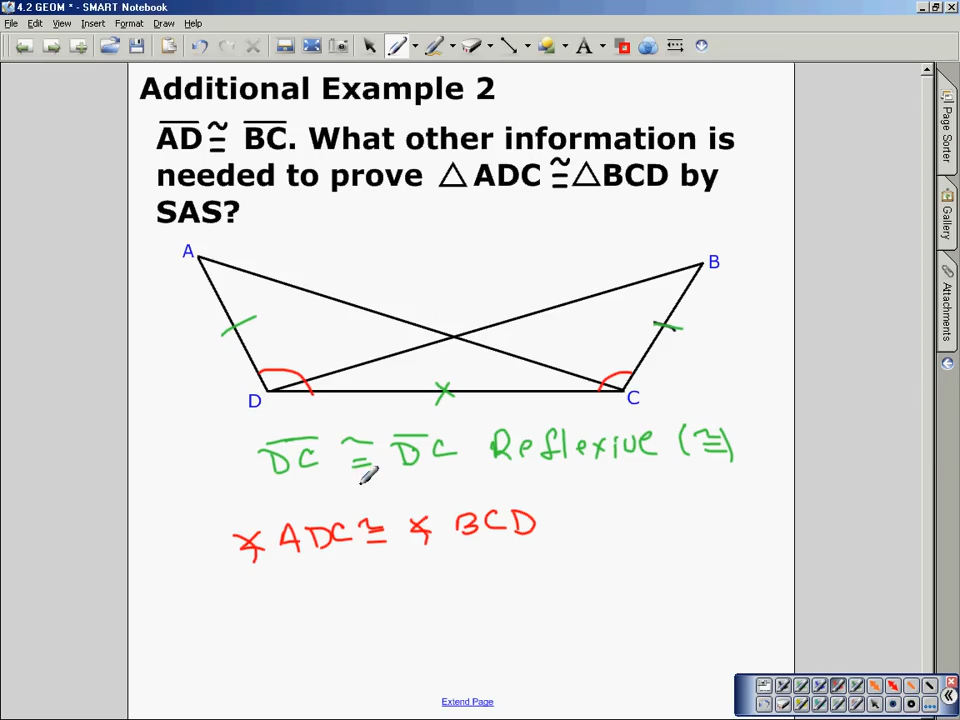 4.2 GEOM * - SMART Notebook
File Edit View Insert Format Draw Help
Additional Example 2
AD ≅ BC. What other information is
needed to prove △ADC ≅ △BCD by
SAS?
A
B
D
C
DC ≅ DC Reflexive (≅)
∢ ADC ≅ ∢ BCD
Extend Page
Page Sorter
Gallery
Attachments